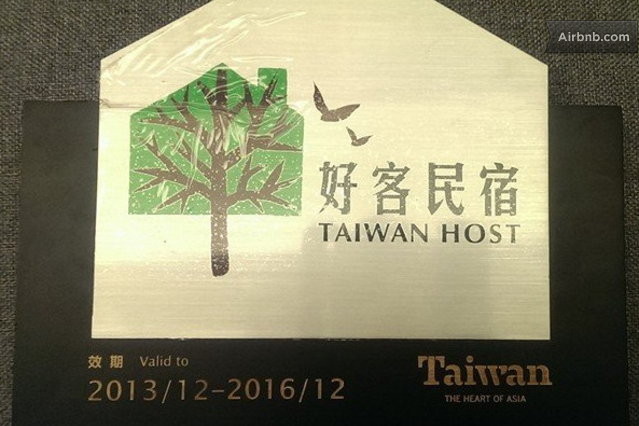 Airbnb.com
好客民宿
TAIWAN HOST
效期 Valid to
2013/12-2016/12
Taiwan
THE HEART OF ASIA